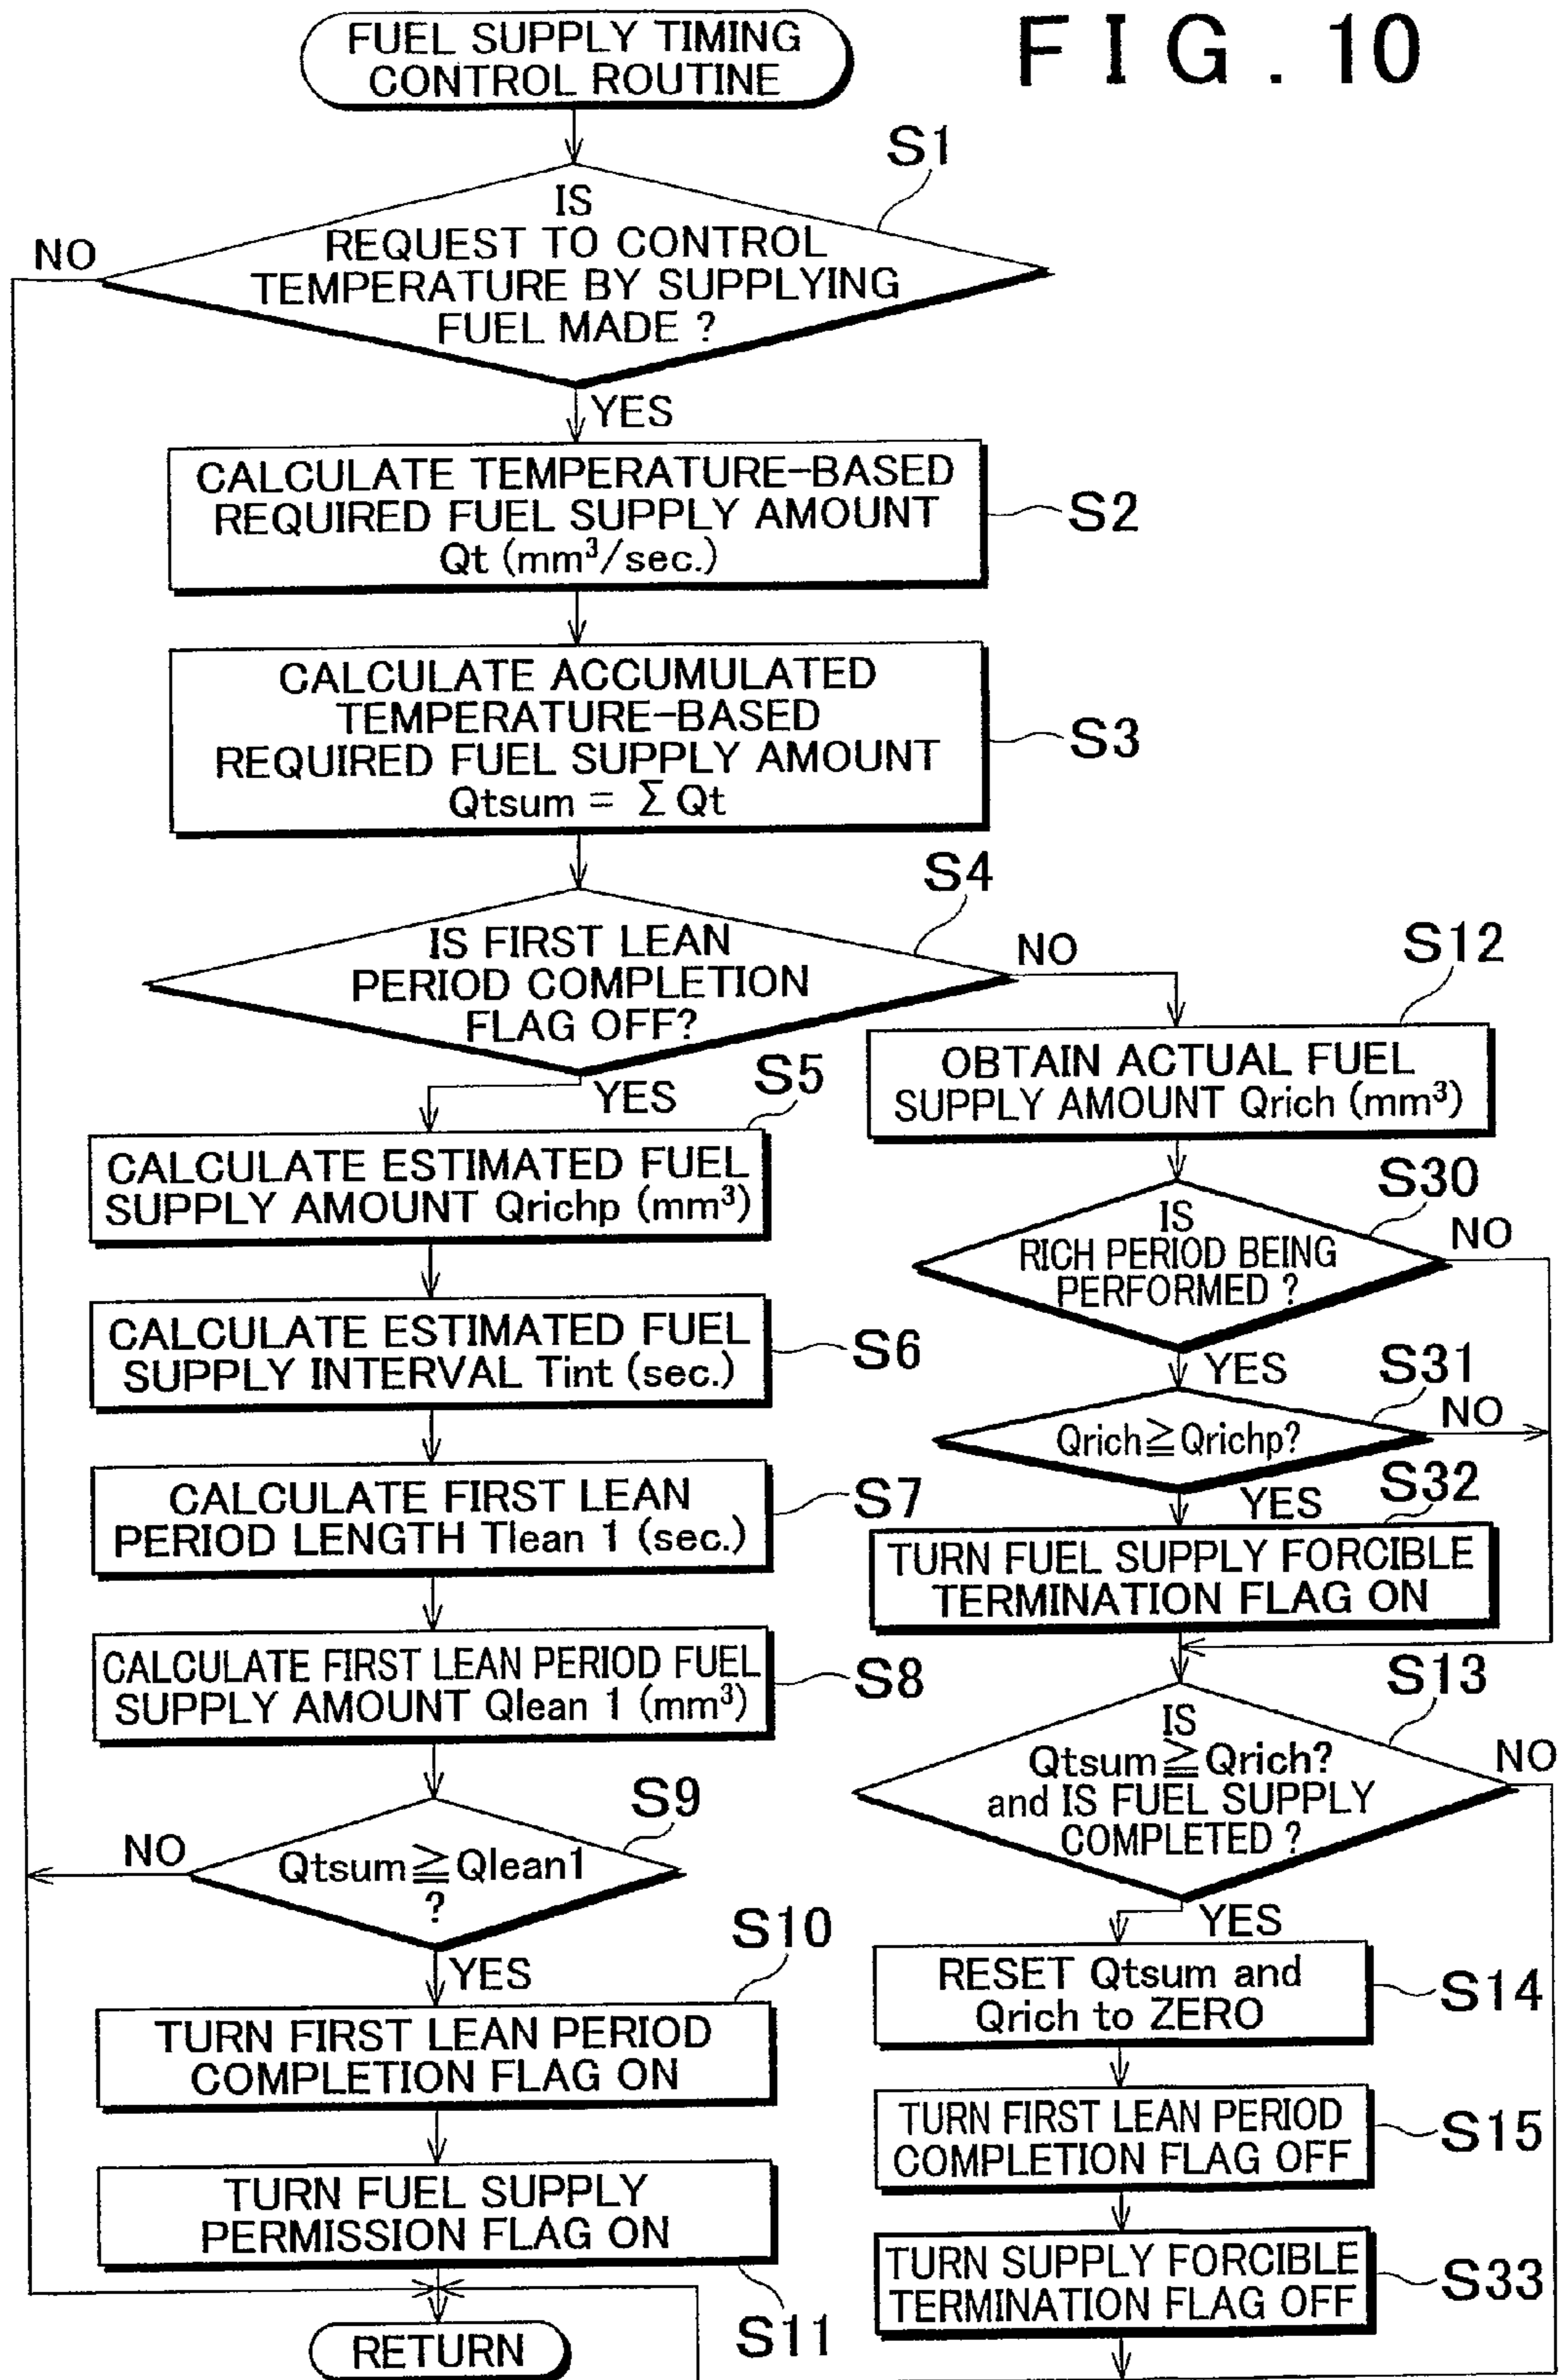 FIG. 10
FUEL SUPPLY TIMING
CONTROL ROUTINE
S1
IS
REQUEST TO CONTROL
TEMPERATURE BY SUPPLYING
FUEL MADE ?
NO
YES
CALCULATE TEMPERATURE-BASED
REQUIRED FUEL SUPPLY AMOUNT
Qt (mm³/sec.)
S2
CALCULATE ACCUMULATED
TEMPERATURE-BASED
REQUIRED FUEL SUPPLY AMOUNT
Qtsum = Σ Qt
S3
S4
IS FIRST LEAN
PERIOD COMPLETION
FLAG OFF?
NO
YES
S5
CALCULATE ESTIMATED FUEL
SUPPLY AMOUNT Qrichp (mm³)
CALCULATE ESTIMATED FUEL
SUPPLY INTERVAL Tint (sec.)
S6
CALCULATE FIRST LEAN
PERIOD LENGTH Tlean 1 (sec.)
S7
CALCULATE FIRST LEAN PERIOD FUEL
SUPPLY AMOUNT Qlean 1 (mm³)
S8
S9
Qtsum≧Qlean1
?
NO
YES
S10
TURN FIRST LEAN PERIOD
COMPLETION FLAG ON
TURN FUEL SUPPLY
PERMISSION FLAG ON
S11
RETURN
S12
OBTAIN ACTUAL FUEL
SUPPLY AMOUNT Qrich (mm³)
S30
IS
RICH PERIOD BEING
PERFORMED ?
NO
YES
S31
Qrich≧Qrichp?
NO
YES
S32
TURN FUEL SUPPLY FORCIBLE
TERMINATION FLAG ON
S13
IS
Qtsum≧Qrich?
and IS FUEL SUPPLY
COMPLETED ?
NO
YES
RESET Qtsum and
Qrich to ZERO
S14
TURN FIRST LEAN PERIOD
COMPLETION FLAG OFF
S15
TURN SUPPLY FORCIBLE
TERMINATION FLAG OFF
S33